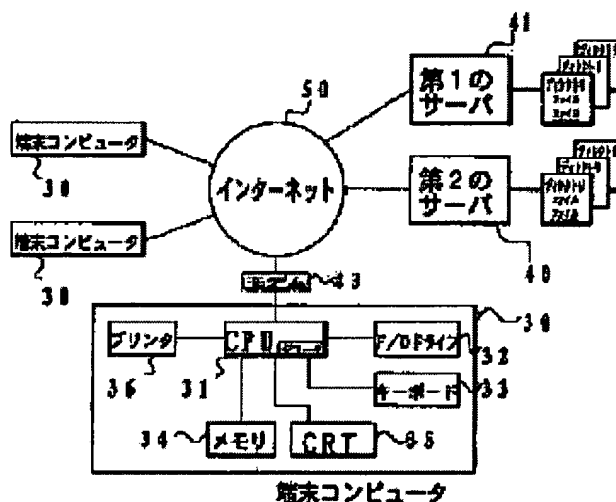 41
第1の
サーバ
50
端末コンピュータ
30
インターネット
第2の
サーバ
端末コンピュータ
30
40
43
30
プリンタ
CPU
F/Dドライブ
36
31
32
キーボード
33
34
メモリ
CRT
35
端末コンピュータ